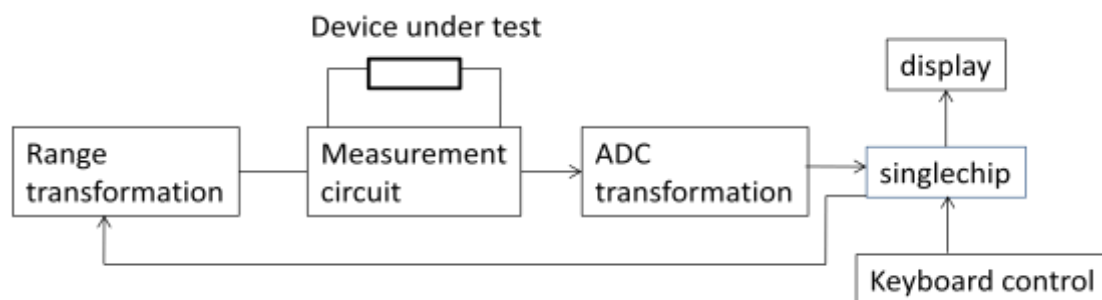 Device under test
display
Range
transformation
Measurement
circuit
ADC
transformation
singlechip
Keyboard control